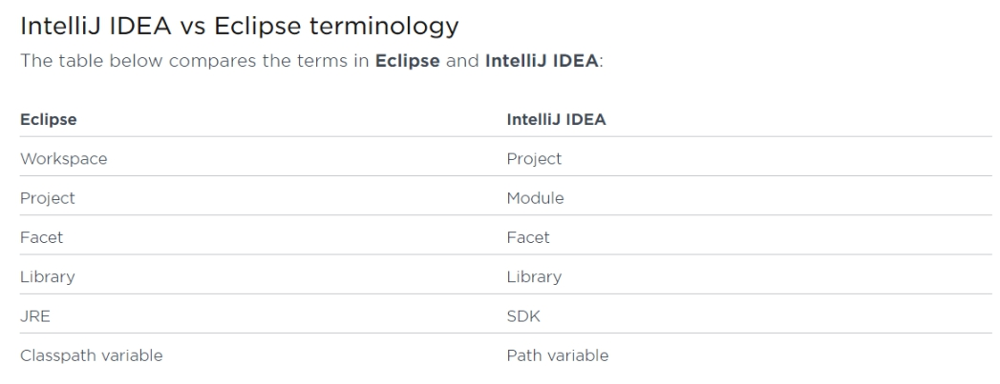 IntelliJ IDEA vs Eclipse terminology
The table below compares the terms in Eclipse and IntelliJ IDEA:
Eclipse IntelliJ IDEA
Workspace Project
Project Module
Facet Facet
Library Library
JRE SDK
Classpath variable Path variable